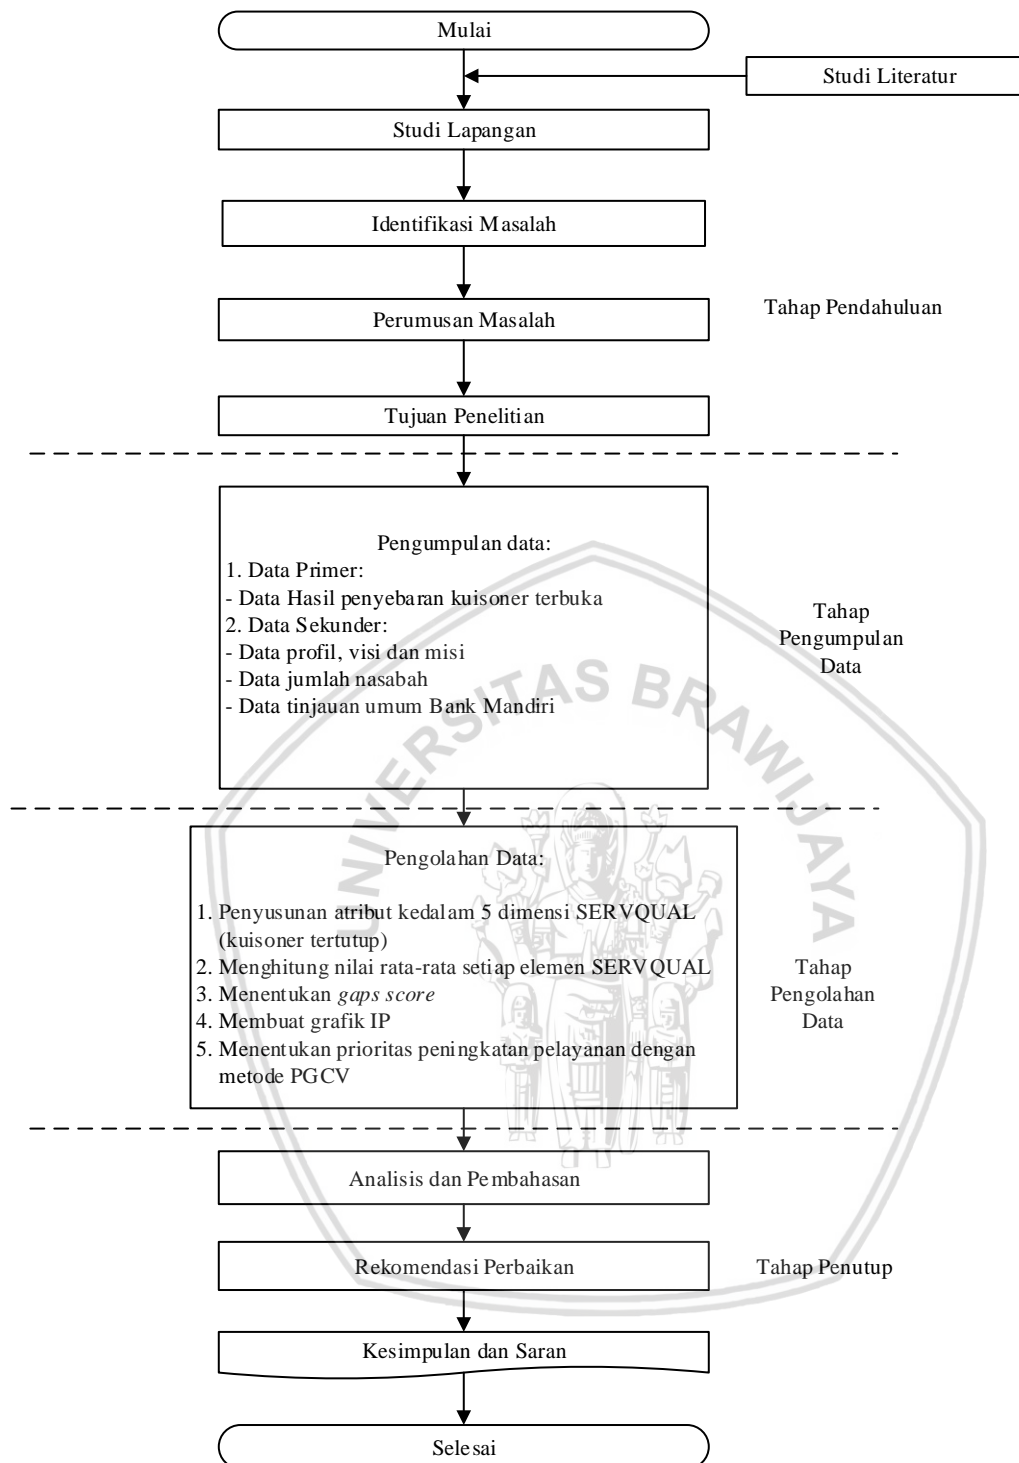 Mulai
Studi Literatur
Studi Lapangan
Identifikasi Masalah
Perumusan Masalah
Tahap Pendahuluan
Tujuan Penelitian
Pengumpulan data:
1. Data Primer:
- Data Hasil penyebaran kuisoner terbuka
2. Data Sekunder:
- Data profil, visi dan misi
- Data jumlah nasabah
- Data tinjauan umum Bank Mandiri
Tahap
Pengumpulan
Data
UNIVERSITAS BRAWIJAYA
Pengolahan Data:
1. Penyusunan atribut kedalam 5 dimensi SERVQUAL
(kuisoner tertutup)
2. Menghitung nilai rata-rata setiap elemen SERVQUAL
3. Menentukan gaps score
4. Membuat grafik IP
5. Menentukan prioritas peningkatan pelayanan dengan
metode PGCV
Tahap
Pengolahan
Data
Analisis dan Pembahasan
Rekomendasi Perbaikan
Tahap Penutup
Kesimpulan dan Saran
Selesai